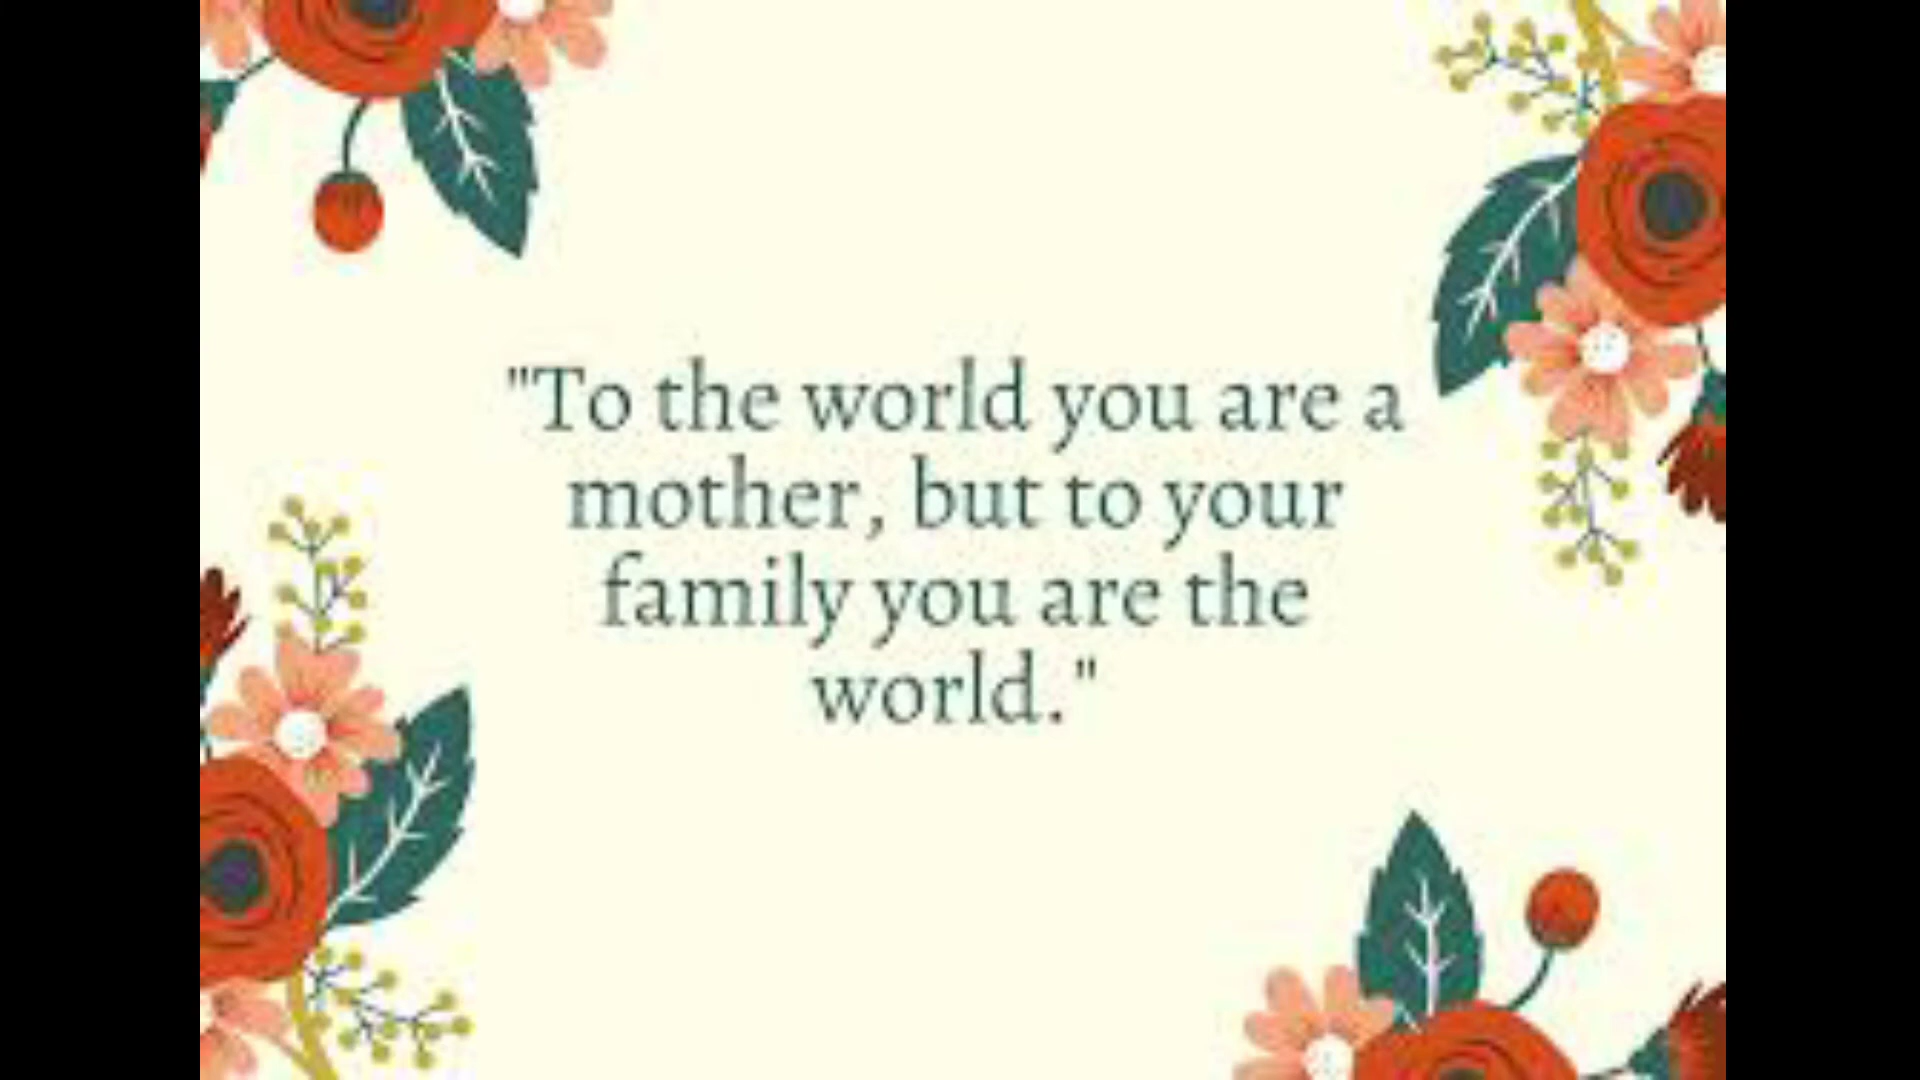 "To the world you are a
mother, but to your
family you are the
world."